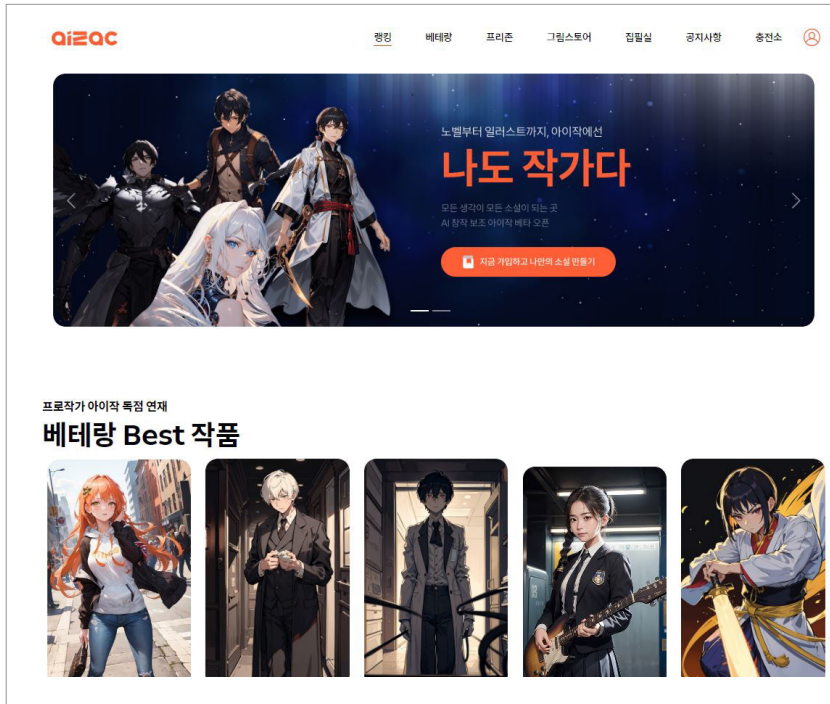 aizac
랭킹 베테랑 프리존 그림스토어 집필실 공지사항 충전소
노벨부터 일러스트까지, 아이작에선
나도 작가다
모든 생각이 모든 소설이 되는 곳
AI 창작 보조 아이작 베타 오픈
지금 가입하고 나만의 소설 만들기
프로작가 아이작 독점 연재
베테랑 Best 작품